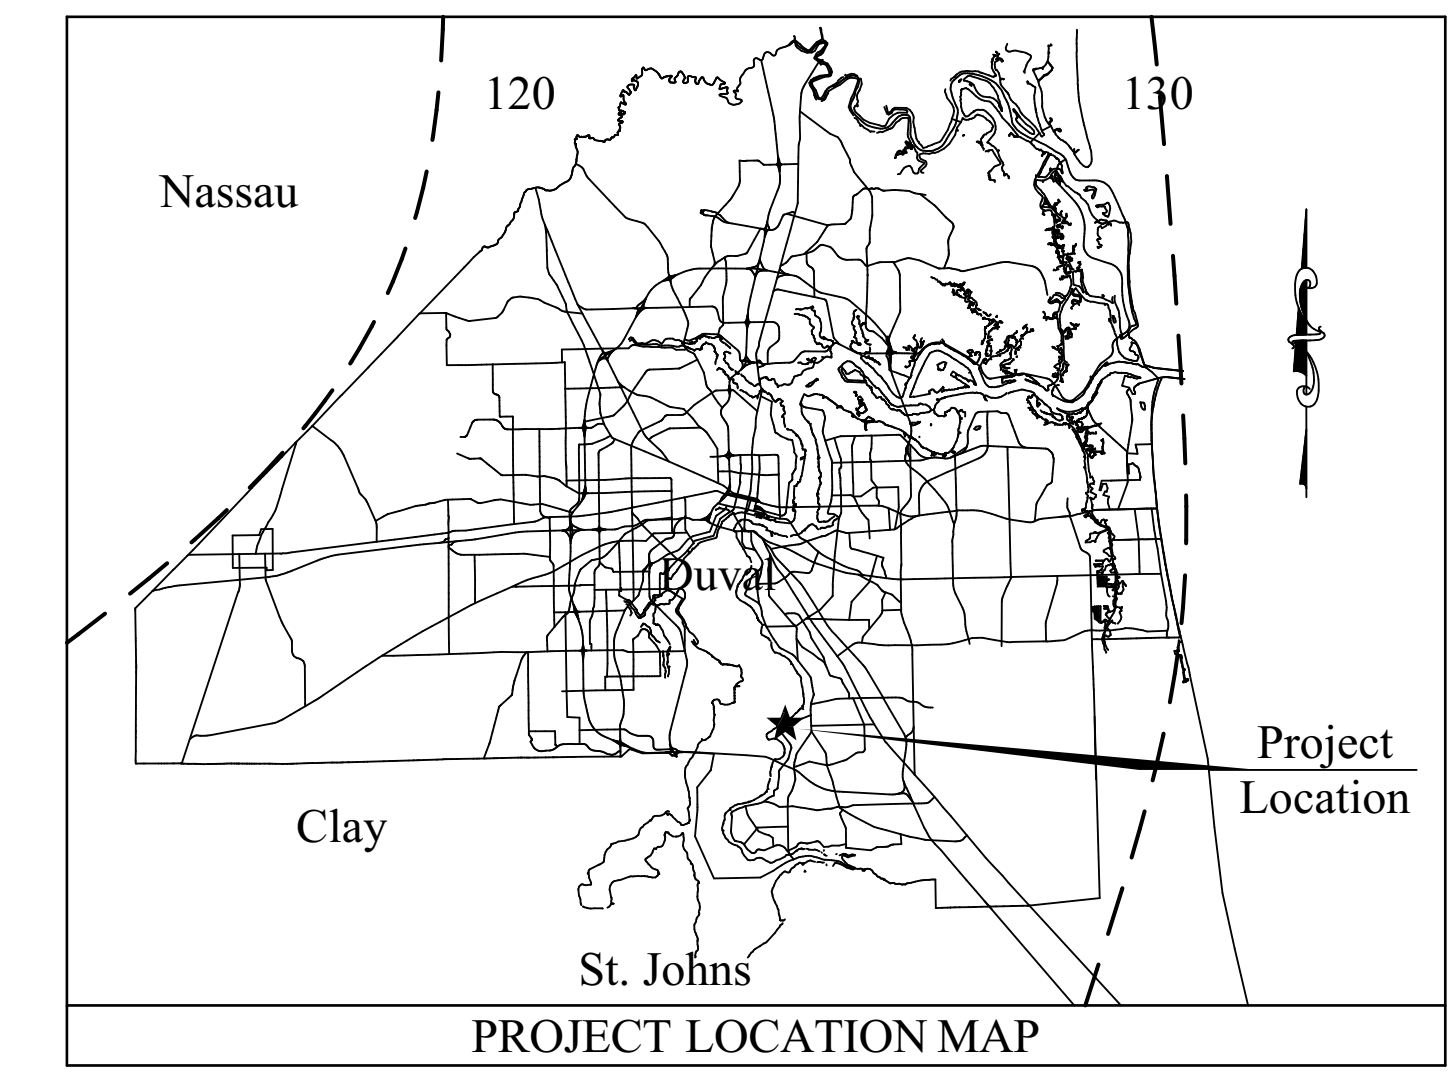 120
130
Nassau
Duval
Project
Location
Clay
St. Johns
PROJECT LOCATION MAP